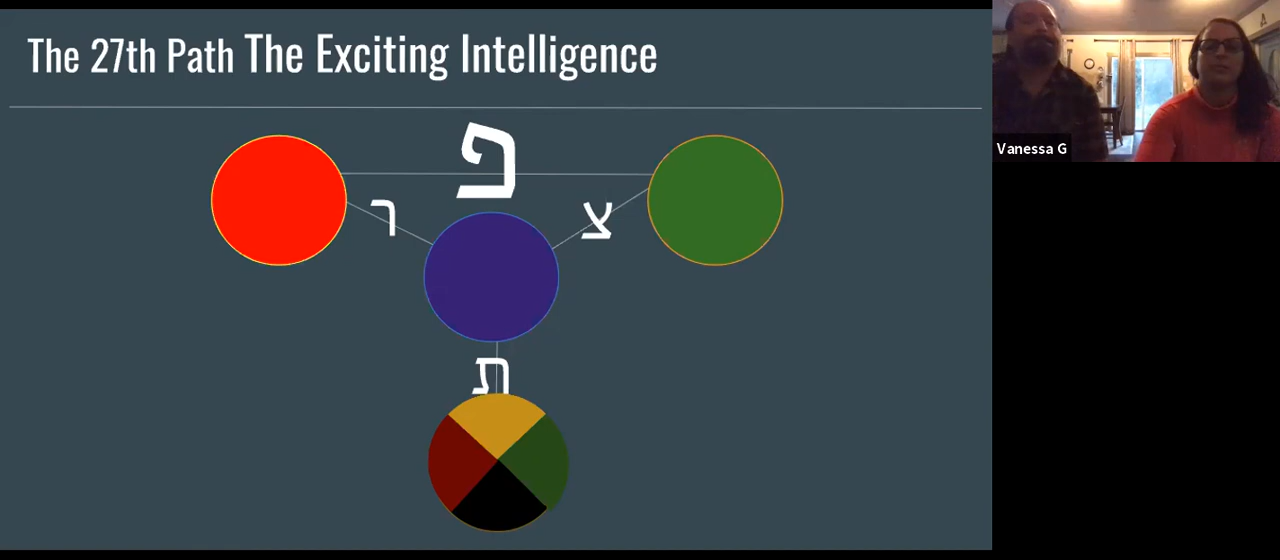 The 27th Path The Exciting Intelligence
פ
ר
צ
ת
Vanessa G